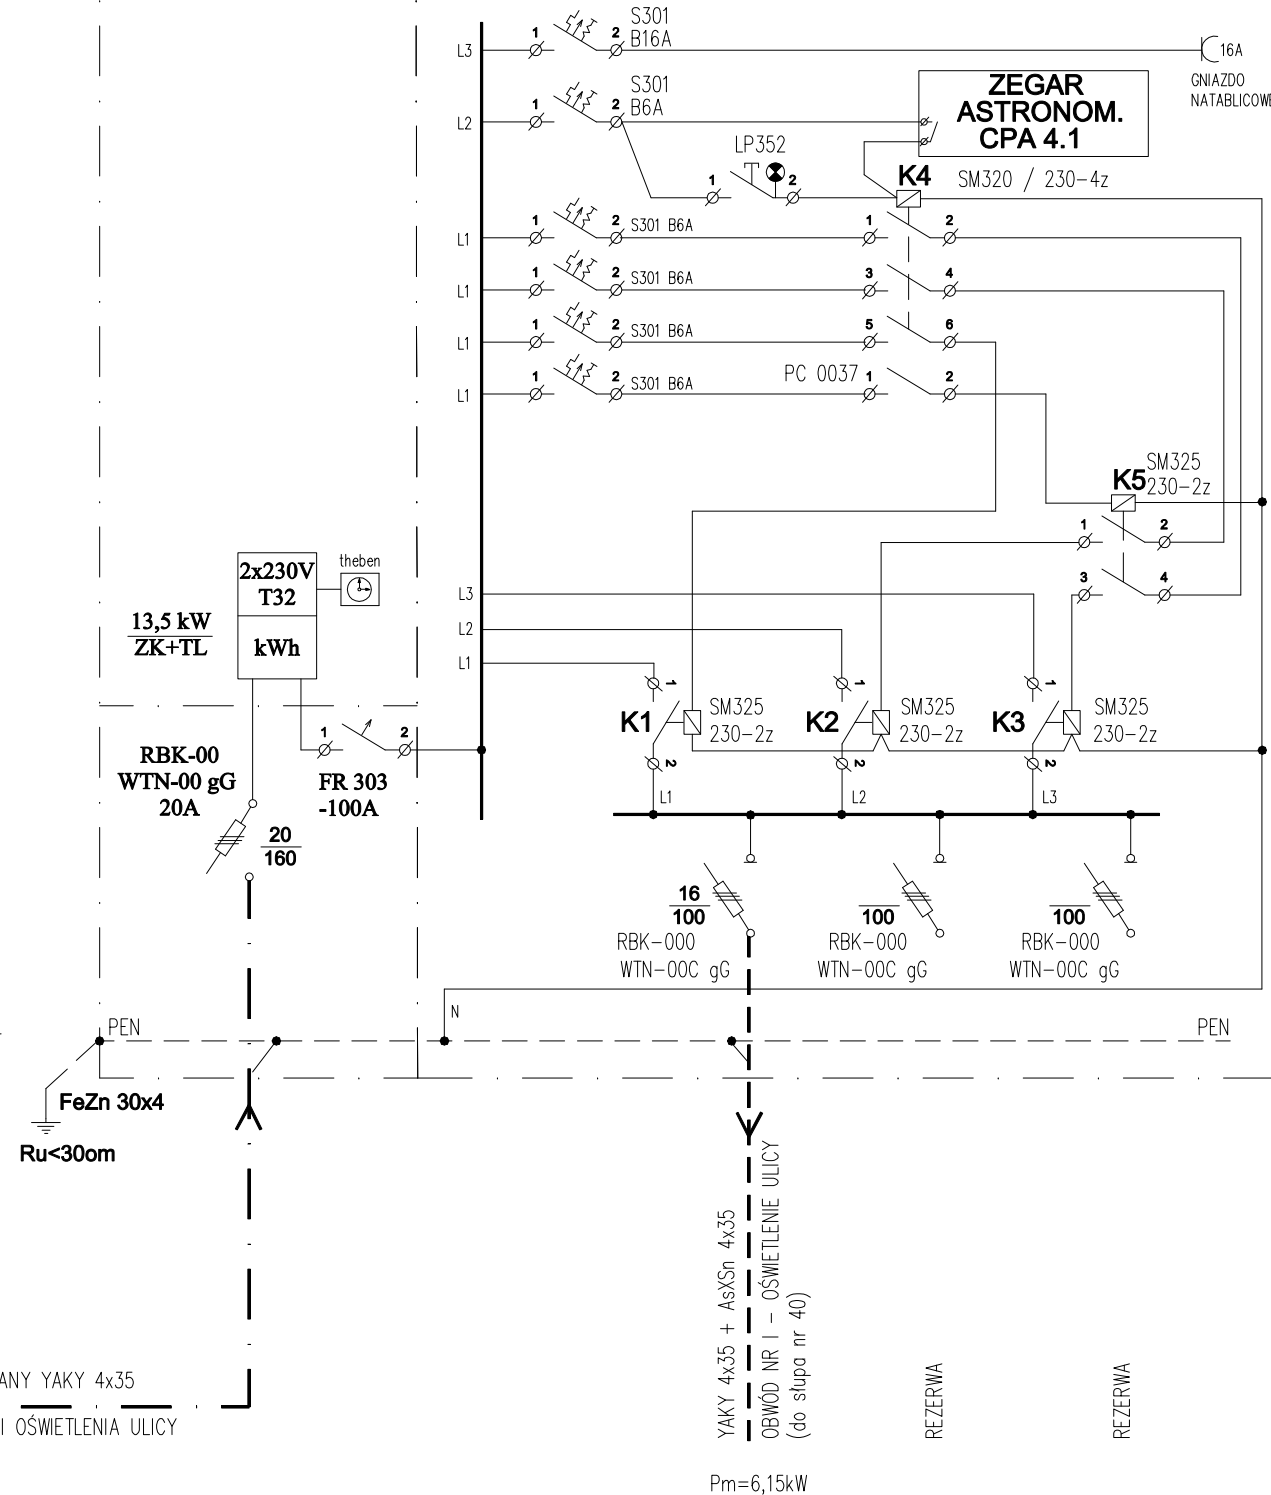 S301
L3 1 2 B16A 16A
GNIAZDO
NATABLICOWE
S301
L2 1 2 B6A
ZEGAR
ASTRONOM.
CPA 4.1
LP352
1 2
K4 SM320 / 230-4z
L1 1 2 S301 B6A 1 2
L1 1 2 S301 B6A 3 4
L1 1 2 S301 B6A 5 6
L1 1 2 S301 B6A PC 0037 1 2
K5 SM325
230-2z
1 2
3 4
2x230V
T32
theben
kWh
13,5 kW
ZK+TL
L3
L2
L1
1 1 1
K1 SM325
230-2z
K2 SM325
230-2z
K3 SM325
230-2z
2 2 2
L1 L2 L3
1 2
FR 303
-100A
RBK-00
WTN-00 gG
20A
20
160
16
100
RBK-000
WTN-00C gG
100
RBK-000
WTN-00C gG
100
RBK-000
WTN-00C gG
N
PEN PEN
FeZn 30x4
Ru<30om
ANY YAKY 4x35
I OŚWIETLENIA ULICY
YAKY 4x35 + AsXSn 4x35
OBWÓD NR I - OŚWIETLENIE ULICY
(do słupa nr 40)
REZERWA
REZERWA
Pm=6,15kW